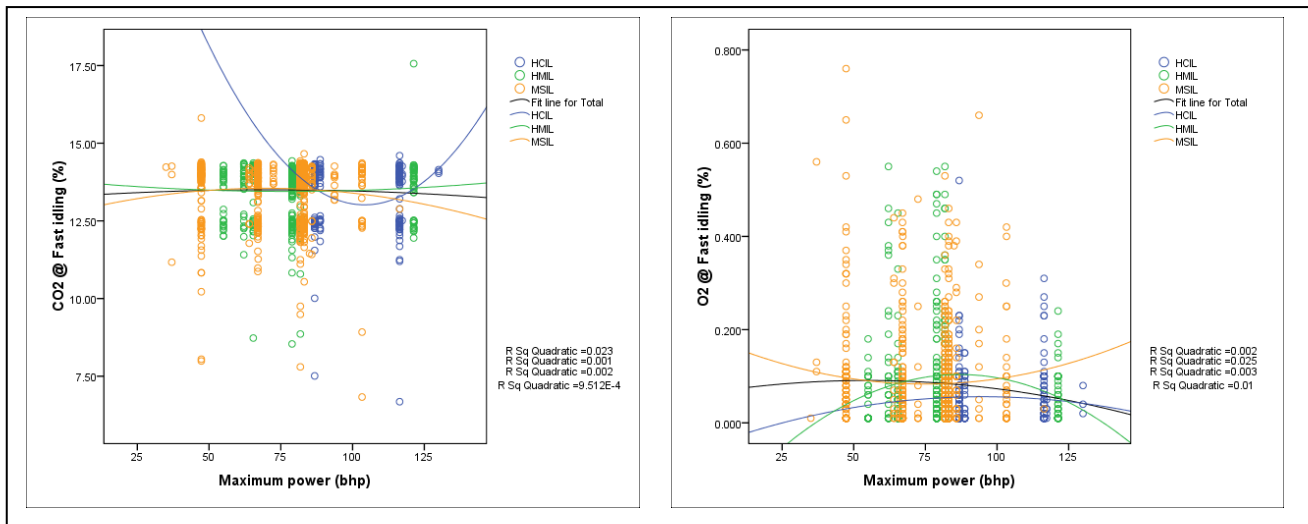 17.50
15.00
12.50
10.00
7.50
CO2 @ Fast idling (%)
25 50 75 100 125
Maximum power (bhp)
HCIL
HMIL
MSIL
Fit line for Total
HCIL
HMIL
MSIL
R Sq Quadratic =0.023
R Sq Quadratic =0.001
R Sq Quadratic =0.002
R Sq Quadratic =9.512E-4
0.800
0.600
0.400
0.200
0.000
O2 @ Fast idling (%)
25 50 75 100 125
Maximum power (bhp)
HCIL
HMIL
MSIL
Fit line for Total
HCIL
HMIL
MSIL
R Sq Quadratic =0.002
R Sq Quadratic =0.025
R Sq Quadratic =0.003
R Sq Quadratic =0.01